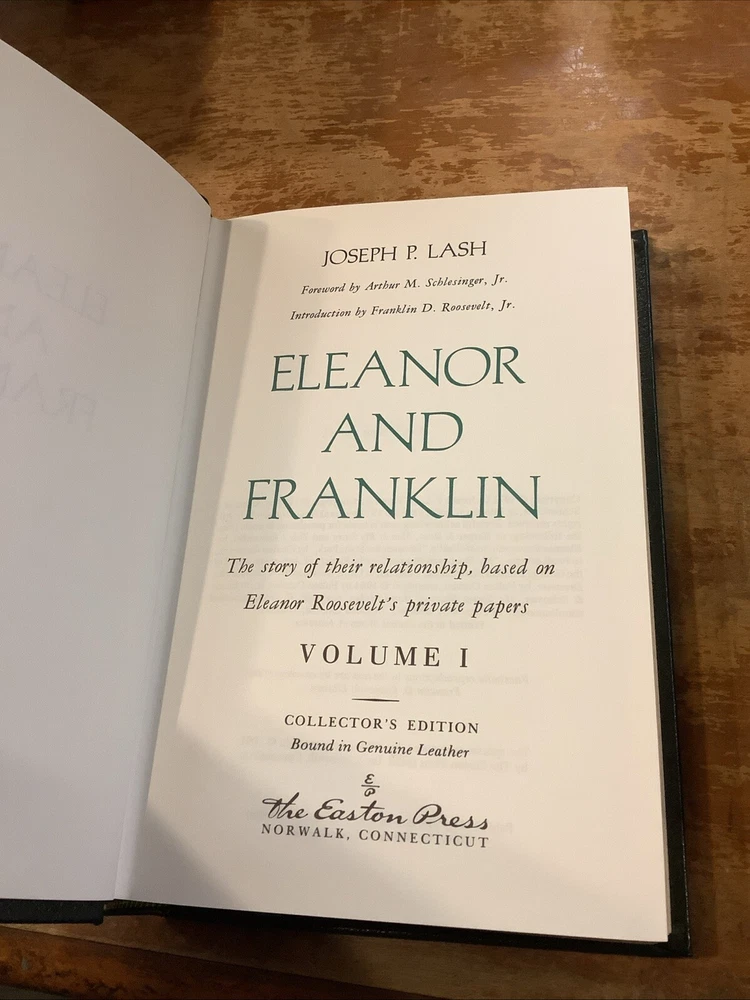 JOSEPH P. LASH
Foreword by Arthur M. Schlesinger, Jr.
Introduction by Franklin D. Roosevelt, Jr.
ELEANOR
AND
FRANKLIN
The story of their relationship, based on
Eleanor Roosevelt's private papers
VOLUME I
COLLECTOR'S EDITION
Bound in Genuine Leather
E
P
The Easton Press
NORWALK, CONNECTICUT